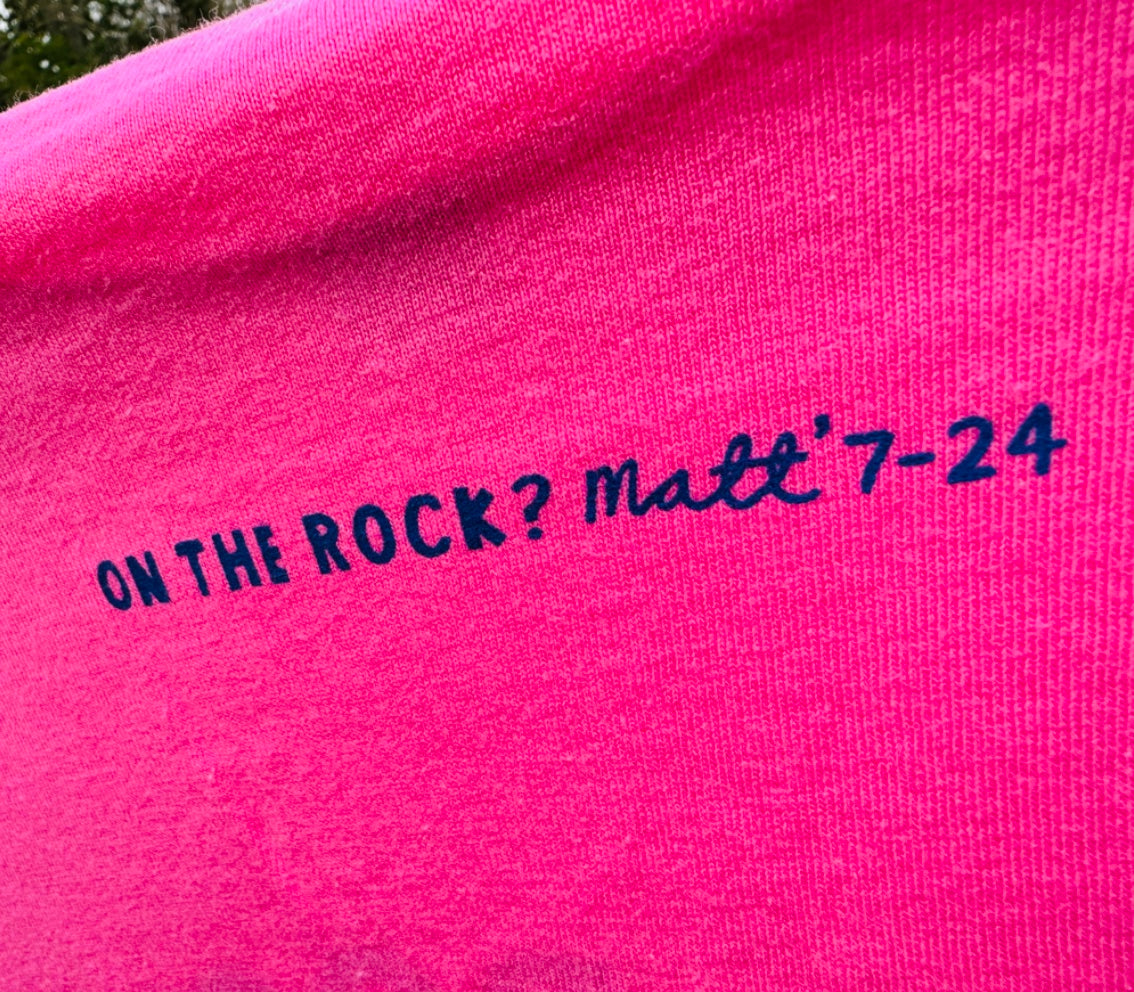 ON THE ROCK? Matt' 7-24